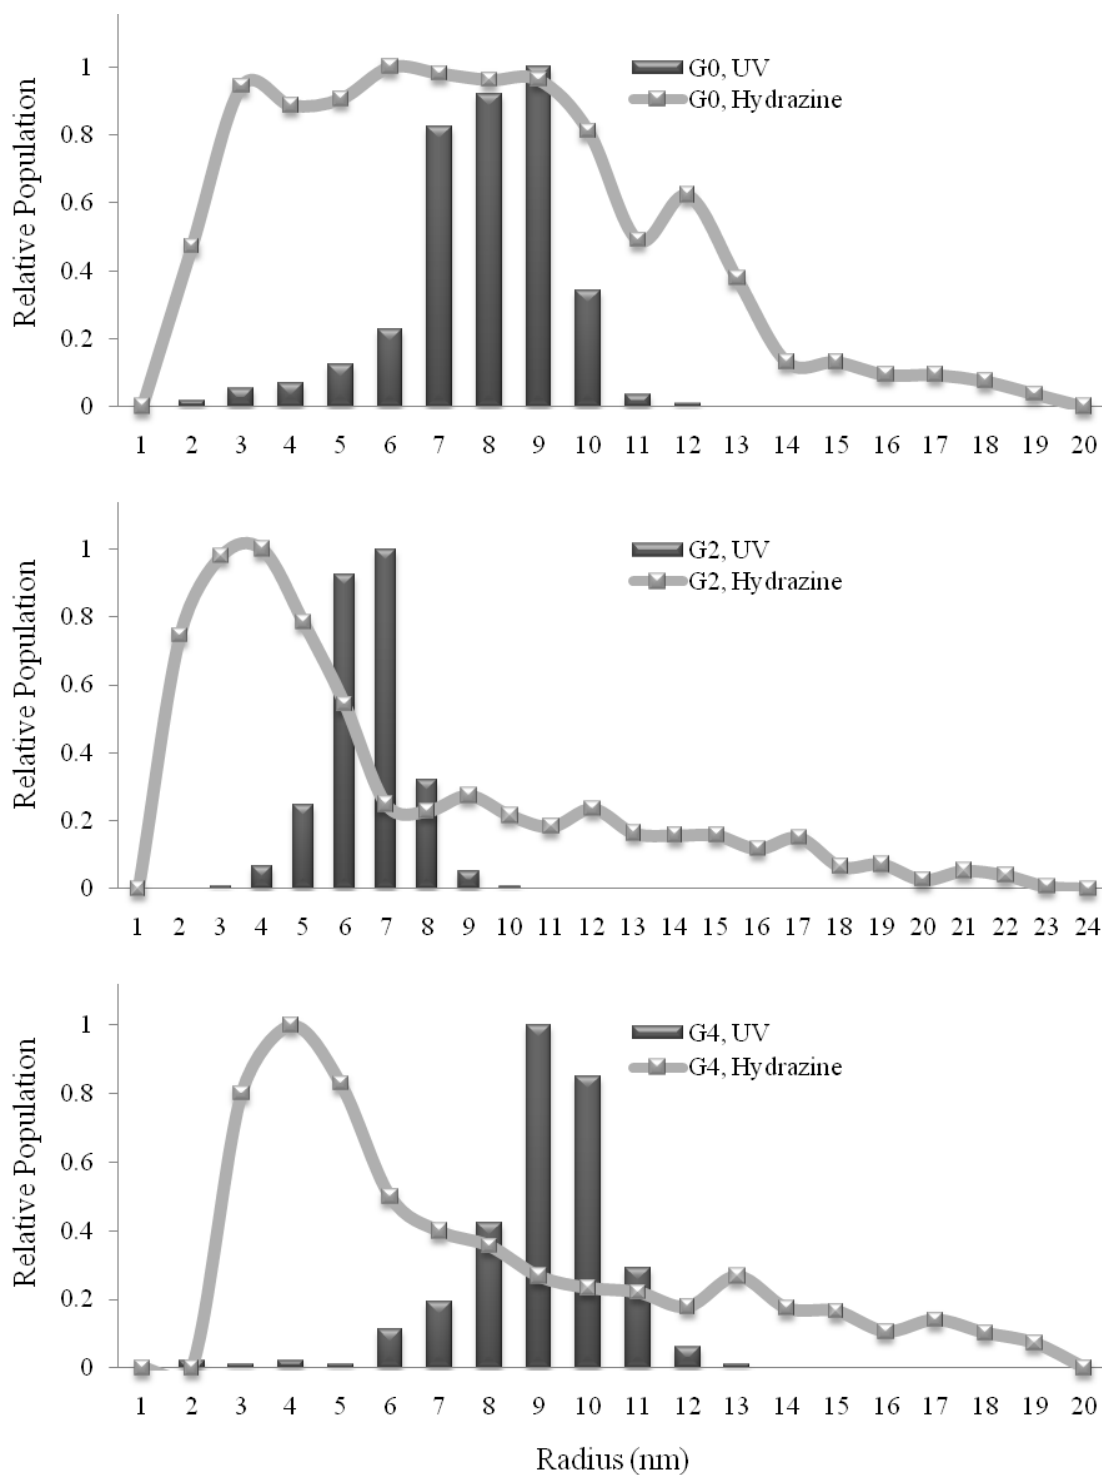 Relative Population
1
0.8
0.6
0.4
0.2
0
G0, UV
G0, Hydrazine
1 2 3 4 5 6 7 8 9 10 11 12 13 14 15 16 17 18 19 20
Relative Population
1
0.8
0.6
0.4
0.2
0
G2, UV
G2, Hydrazine
1 2 3 4 5 6 7 8 9 10 11 12 13 14 15 16 17 18 19 20 21 22 23 24
Relative Population
1
0.8
0.6
0.4
0.2
0
G4, UV
G4, Hydrazine
1 2 3 4 5 6 7 8 9 10 11 12 13 14 15 16 17 18 19 20
Radius (nm)